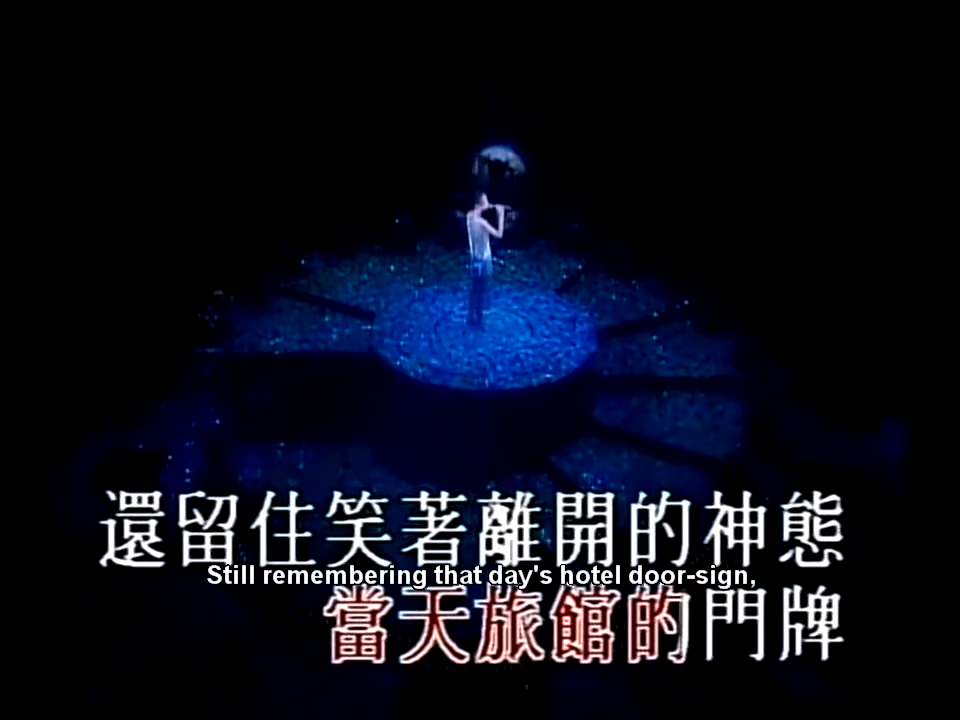 還留住笑著離開的神態
Still remembering that day's hotel door-sign,
當天旅館的門牌